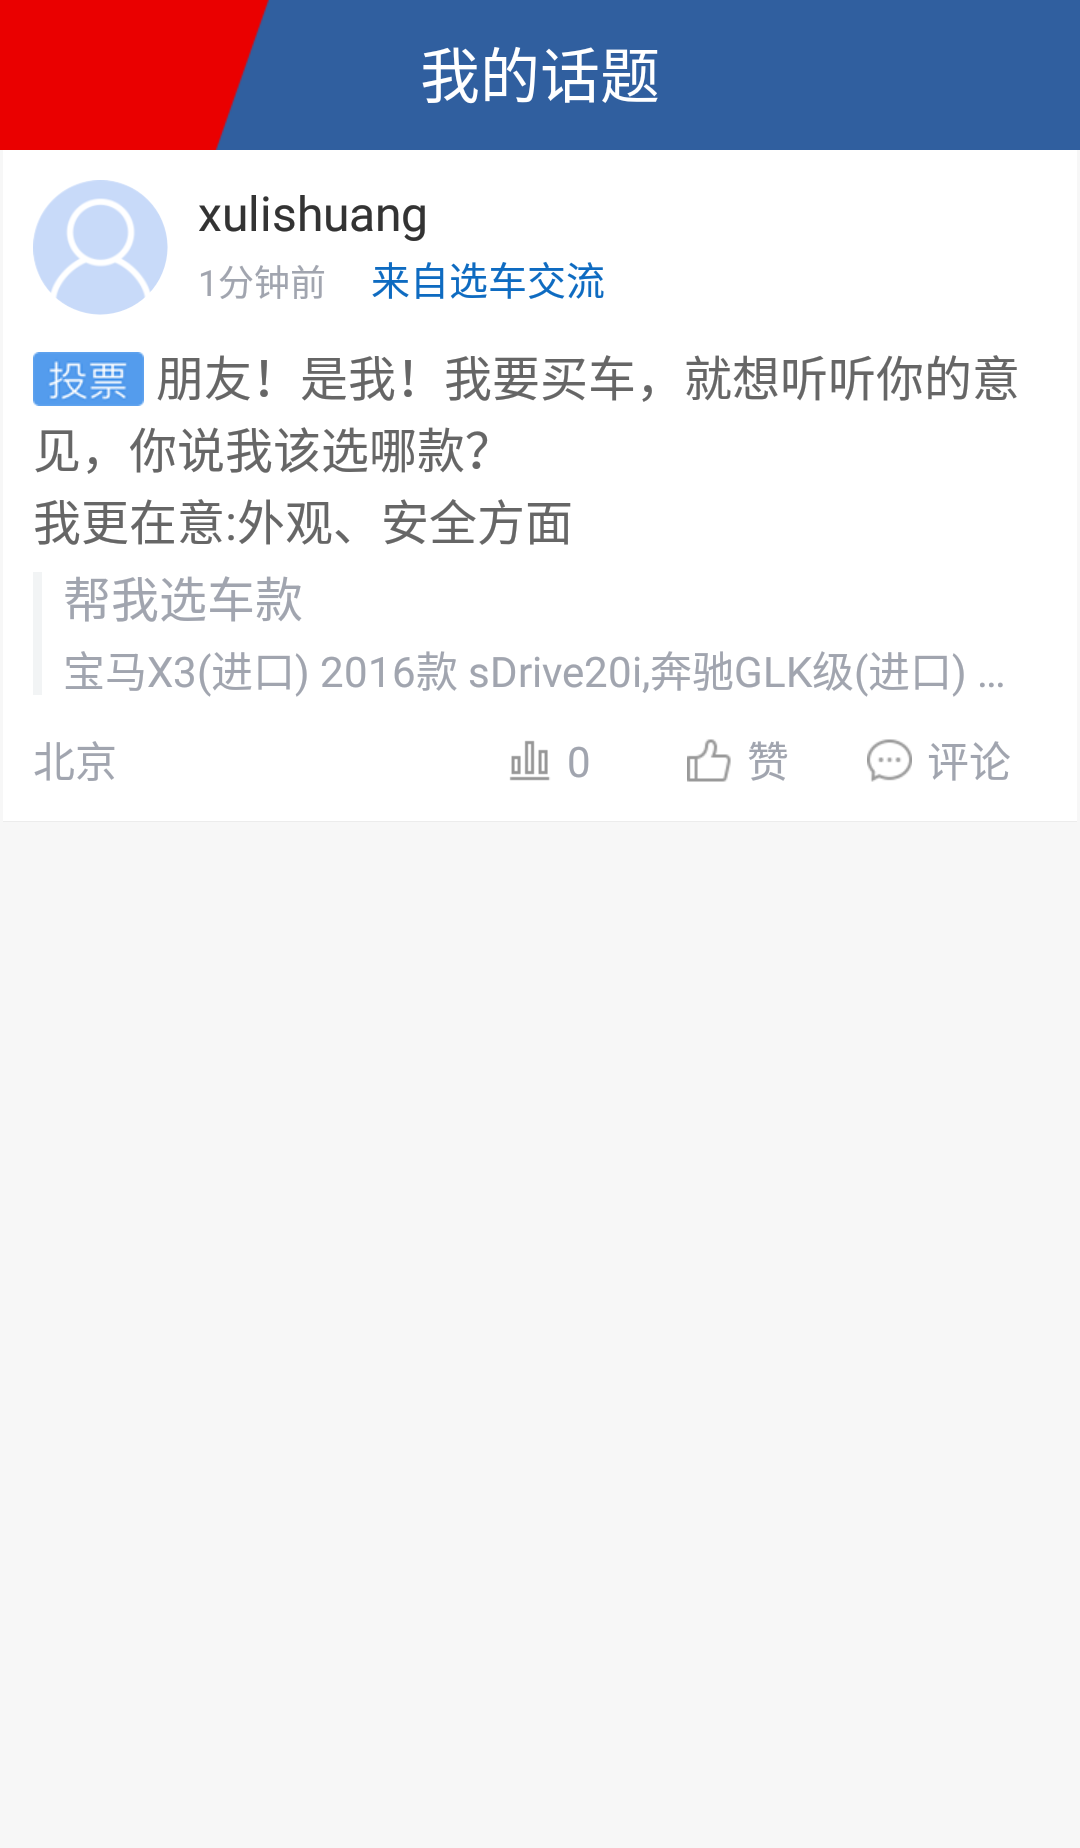 我的话题
xulishuang
1分钟前 来自选车交流
投票 朋友！是我！我要买车，就想听听你的意
见，你说我该选哪款？
我更在意:外观、安全方面
帮我选车款
宝马X3(进口) 2016款 sDrive20i,奔驰GLK级(进口) ...
北京 0 赞 评论